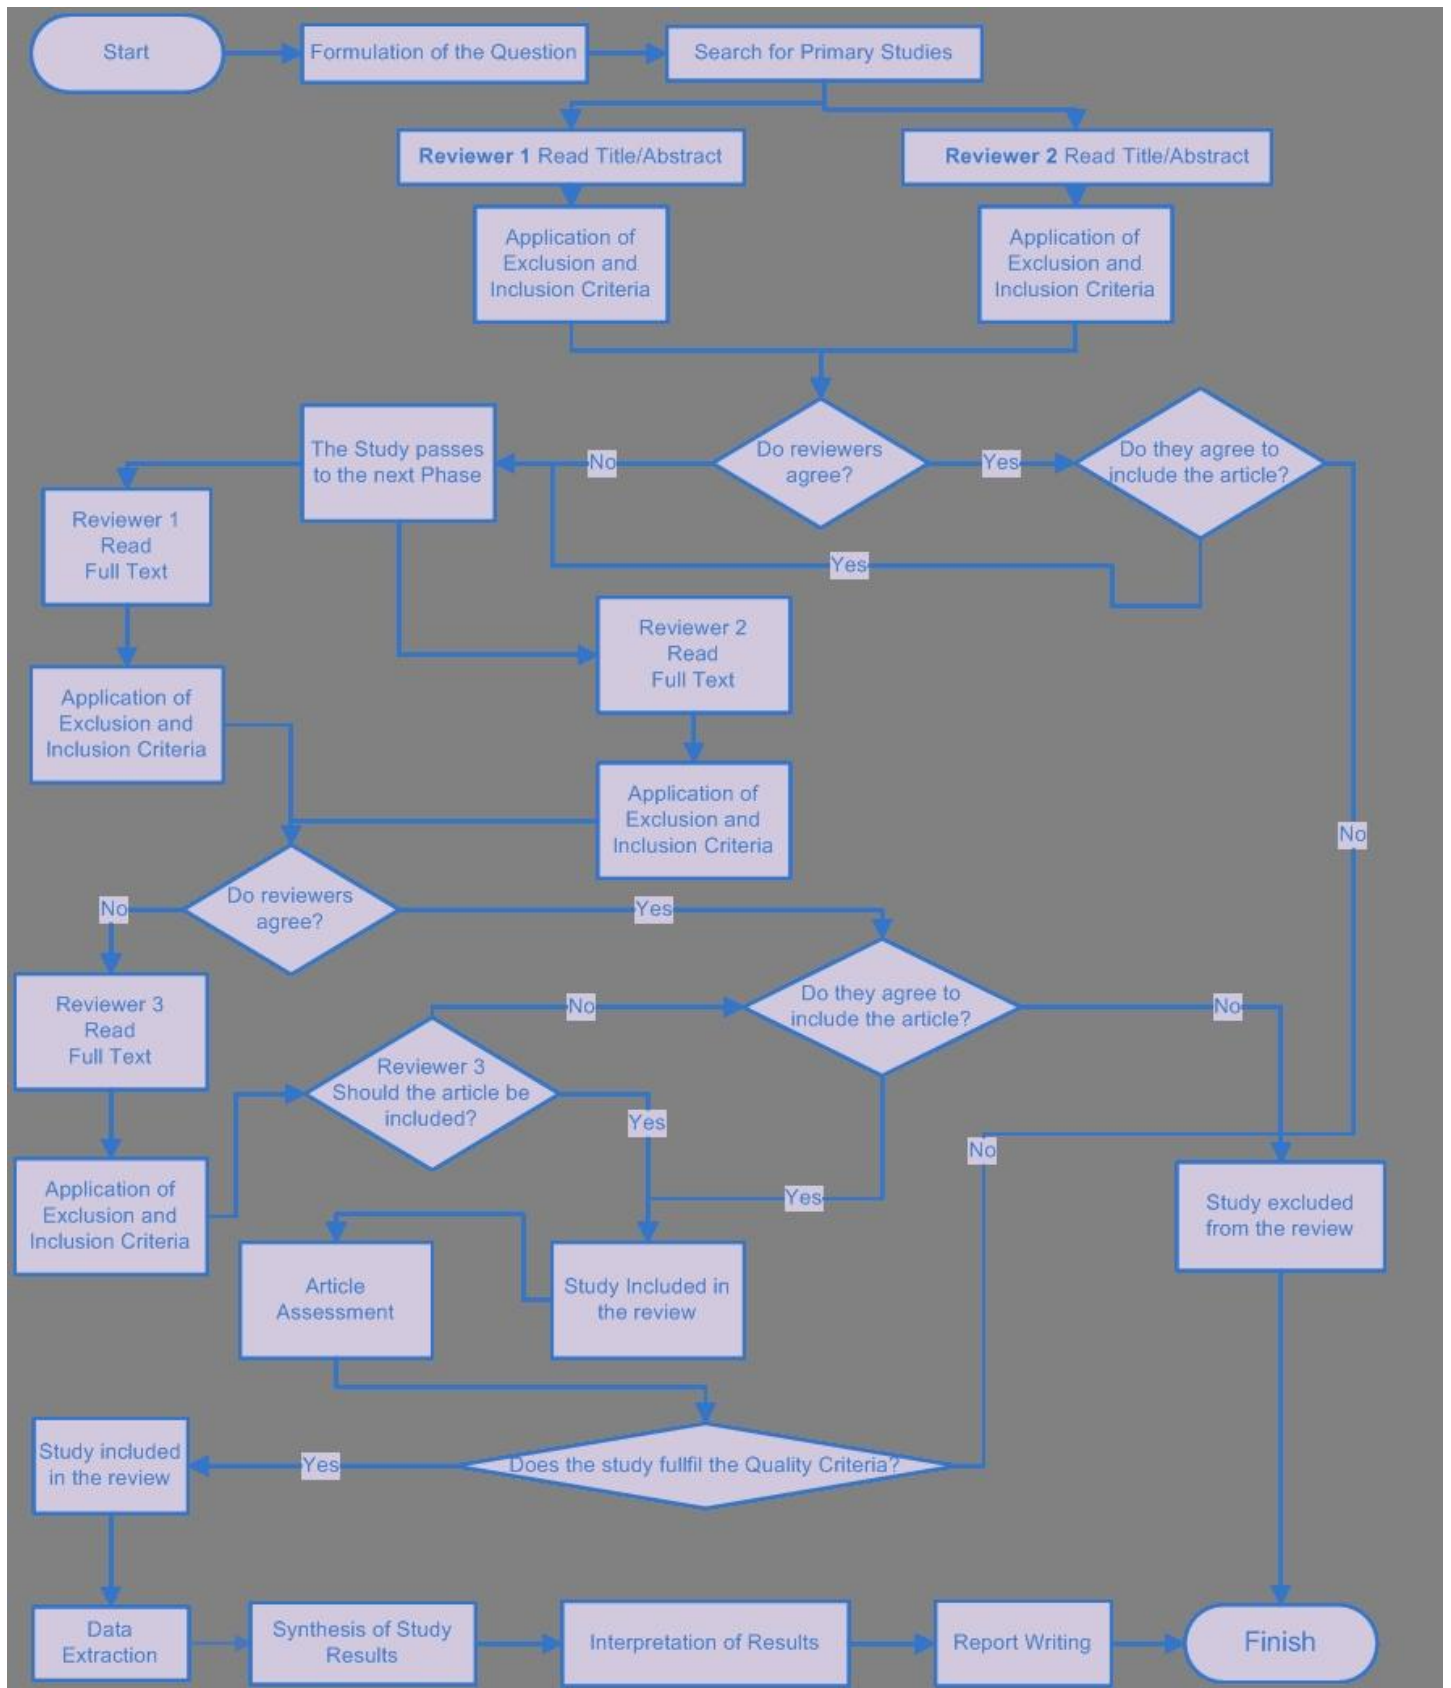 Start
Formulation of the Question
Search for Primary Studies
Reviewer 1 Read Title/Abstract
Reviewer 2 Read Title/Abstract
Application of
Exclusion and
Inclusion Criteria
Application of
Exclusion and
Inclusion Criteria
The Study passes
to the next Phase
No
Do reviewers
agree?
Yes
Do they agree to
include the article?
Reviewer 1
Read
Full Text
Yes
Reviewer 2
Read
Full Text
Application of
Exclusion and
Inclusion Criteria
Application of
Exclusion and
Inclusion Criteria
No
Do reviewers
agree?
No
Yes
Reviewer 3
Read
Full Text
No
Do they agree to
include the article?
No
Reviewer 3
Should the article be
included?
Yes
No
Application of
Exclusion and
Inclusion Criteria
Yes
Study excluded
from the review
Article
Assessment
Study Included in
the review
Study included
in the review
Yes
Does the study fullfil the Quality Criteria?
Data
Extraction
Synthesis of Study
Results
Interpretation of Results
Report Writing
Finish